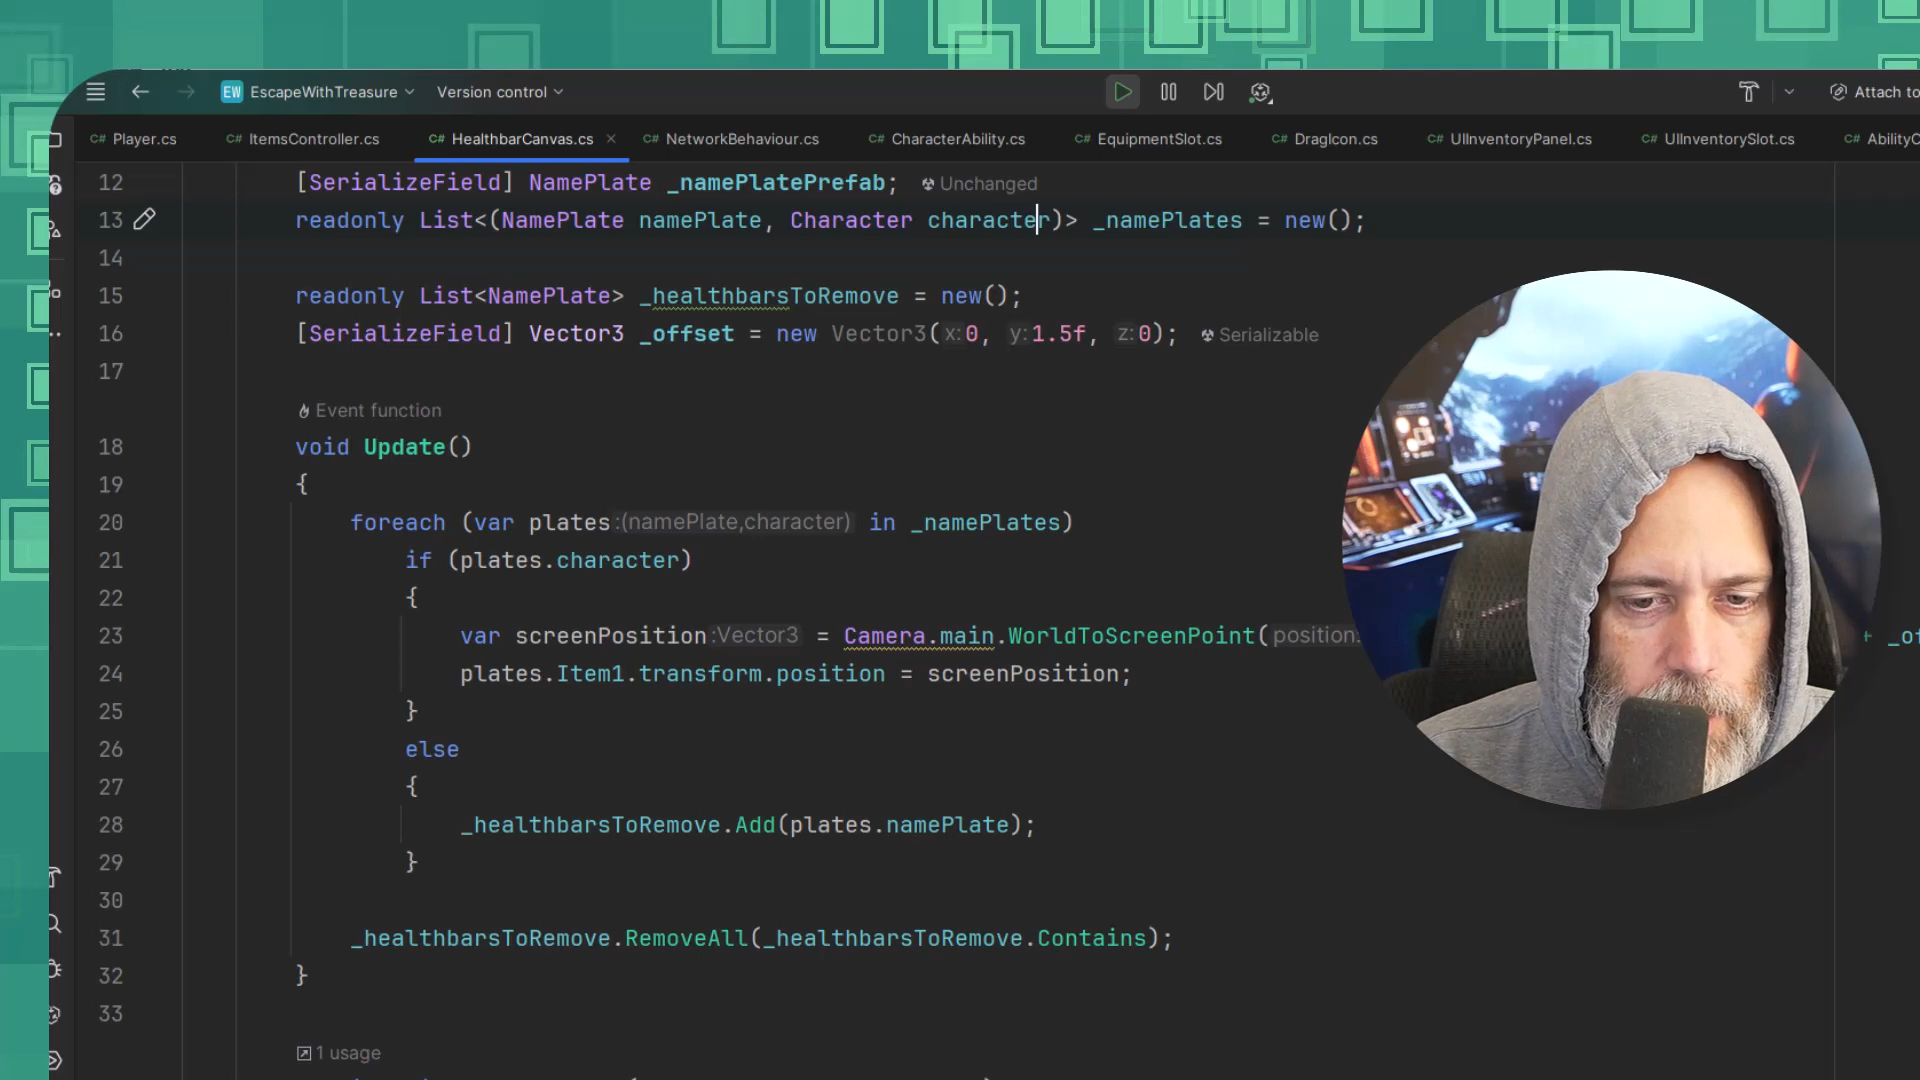 EW EscapeWithTreasure Version control Attach to
C# Player.cs C# ItemsController.cs C# HealthbarCanvas.cs C# NetworkBehaviour.cs C# CharacterAbility.cs C# EquipmentSlot.cs C# DragIcon.cs C# UIInventoryPanel.cs C# UIInventorySlot.cs C#
12 [SerializeField] NamePlate _namePlatePrefab; Unchanged
13 readonly List<(NamePlate namePlate, Character character)> _namePlates = new();
14
15 readonly List<NamePlate> _healthbarsToRemove = new();
16 [SerializeField] Vector3 _offset = new Vector3(x:0, y:1.5f, z:0); Serializable
17
Event function
18 void Update()
19 {
20 foreach (var plates:(namePlate,character) in _namePlates)
21 if (plates.character)
22 {
23 var screenPosition:Vector3 = Camera.main.WorldToScreenPoint(position: + _of
24 plates.Item1.transform.position = screenPosition;
25 }
26 else
27 {
28 _healthbarsToRemove.Add(plates.namePlate);
29 }
30
31 _healthbarsToRemove.RemoveAll(_healthbarsToRemove.Contains);
32 }
33
1 usage